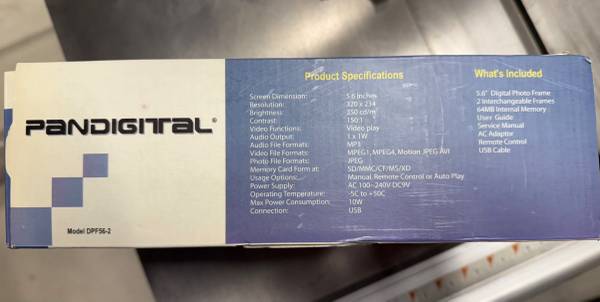 PANDIGITAL®
Model DPF56-2
Product Specifications
Screen Dimension: 5.6 Inches
Resolution: 320 x 234
Brightness: 250 cd/m
Contrast: 150:1
Video Functions: Video play
Audio Output: 1 x 1W
Audio File Formats: MP3
Video File Formats: MPEG1, MPEG4, Motion JPEG AVI
Photo File Formats: JPEG
Memory Card Format: SD/MMC/CF/MS/XD
Usage Options: Manual, Remote Control or Auto Play
Power Supply: AC 100~240V DC9V
Operating Temperature: -5C to +50C
Max Power Consumption: 10W
Connection: USB
What's Included
5.6" Digital Photo Frame
2 Interchangeable Frames
64MB Internal Memory
User Guide
Service Manual
AC Adaptor
Remote Control
USB Cable